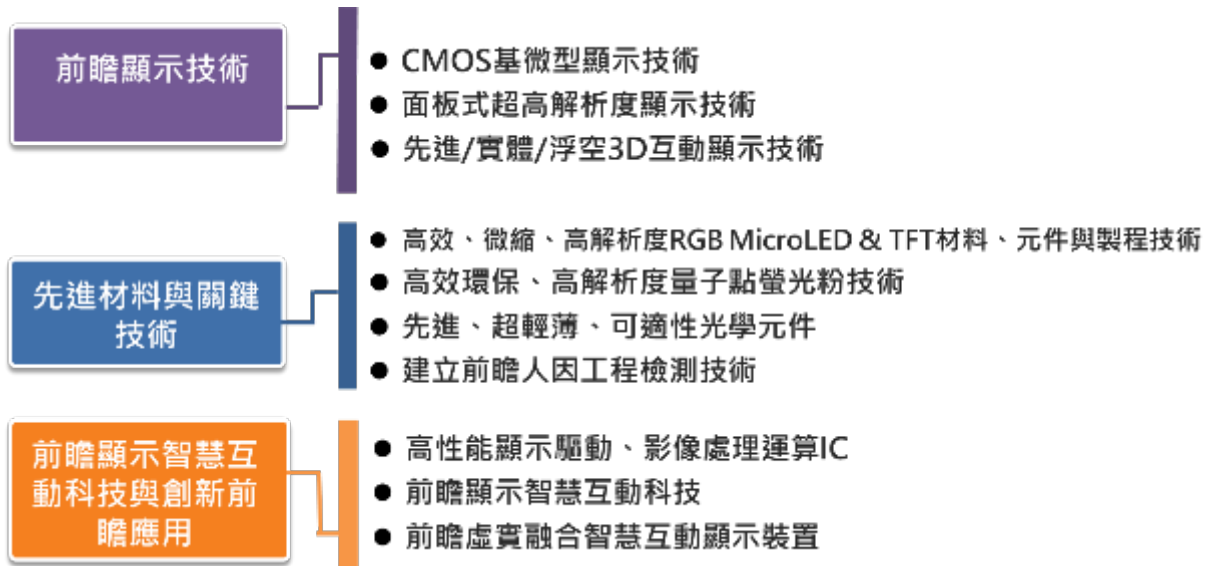 前瞻顯示技術
● CMOS基微型顯示技術
● 面板式超高解析度顯示技術
● 先進/實體/浮空3D互動顯示技術
先進材料與關鍵
技術
● 高效、微縮、高解析度RGB MicroLED & TFT材料、元件與製程技術
● 高效環保、高解析度量子點螢光粉技術
● 先進、超輕薄、可適性光學元件
● 建立前瞻人因工程檢測技術
前瞻顯示智慧互
動科技與創新前
瞻應用
● 高性能顯示驅動、影像處理運算IC
● 前瞻顯示智慧互動科技
● 前瞻虛實融合智慧互動顯示裝置